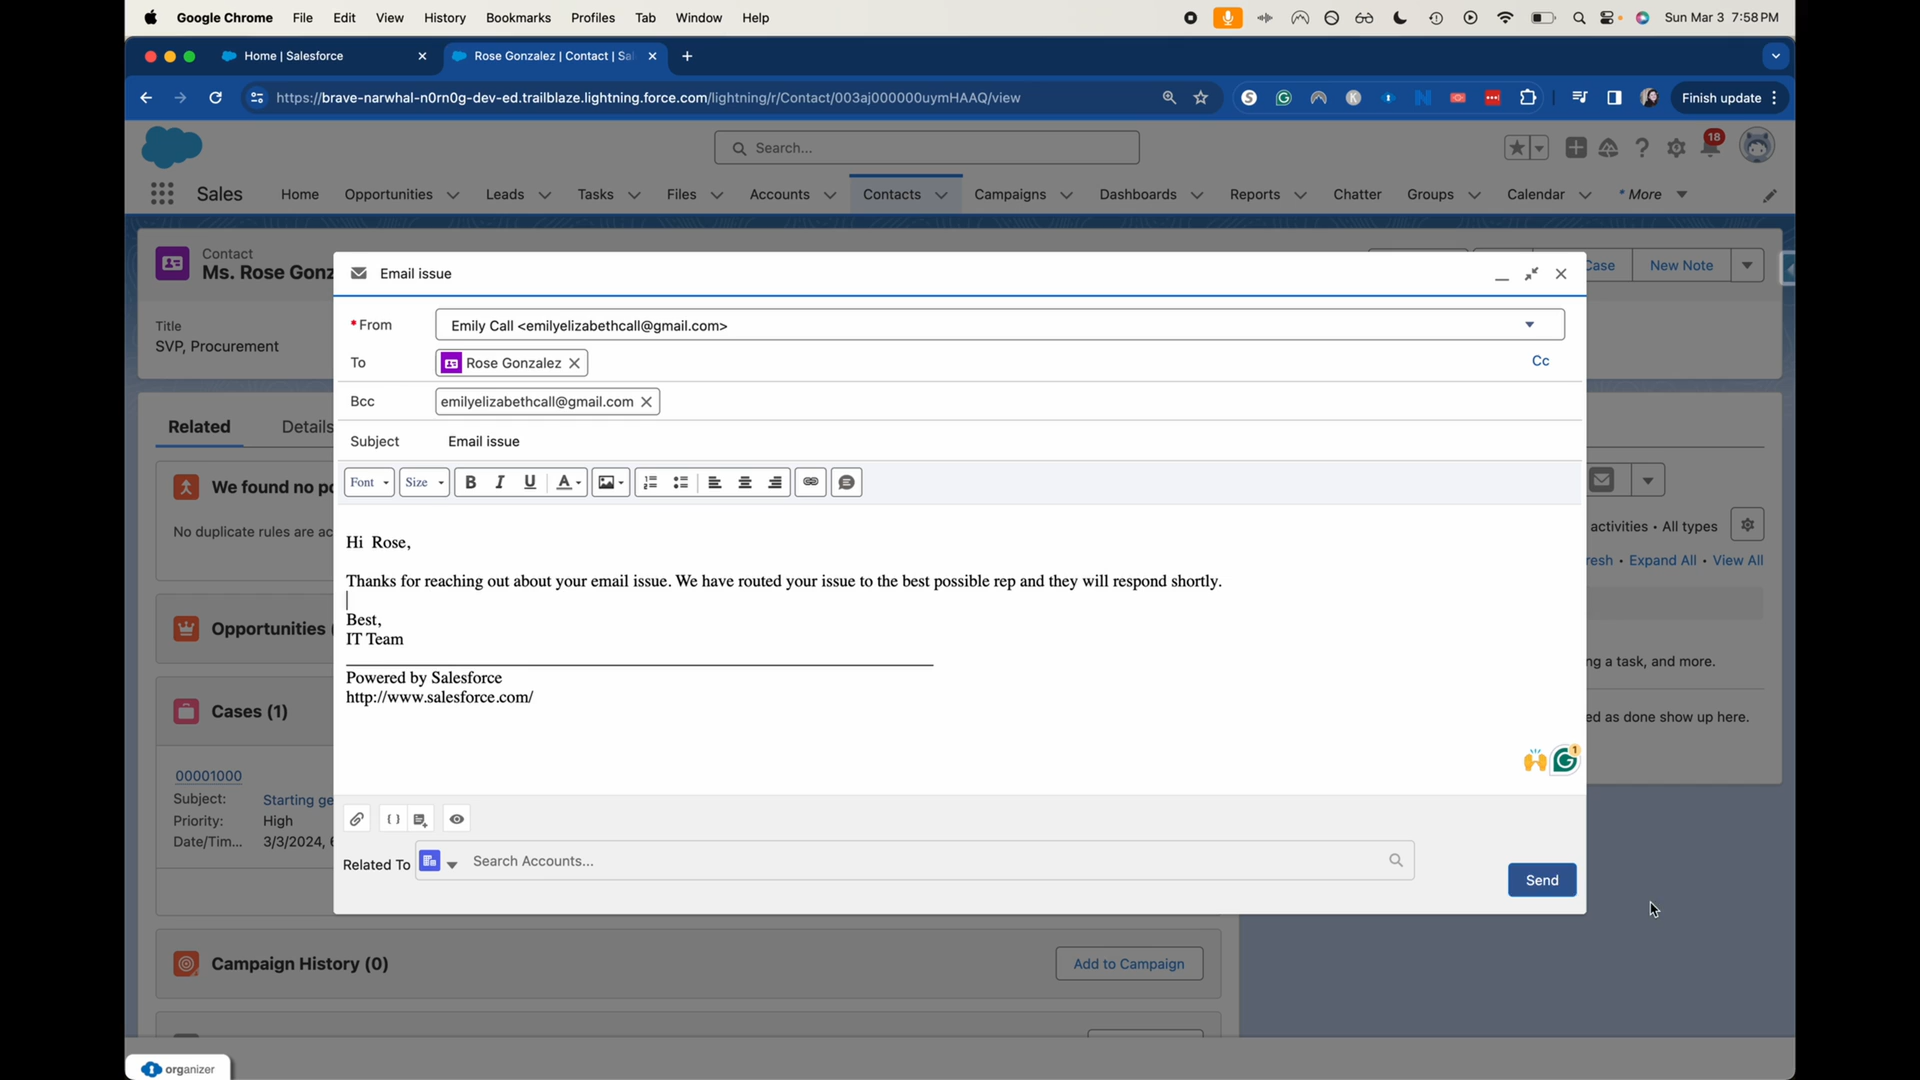 Google Chrome File Edit View History Bookmarks Profiles Tab Window Help
Sun Mar 3 7:58 PM
Home | Salesforce
Rose Gonzalez | Contact | Sa
https://brave-narwhal-n0rn0g-dev-ed.trailblaze.lightning.force.com/lightning/r/Contact/003aj000000uymHAAQ/view
Finish update
Search...
18
Sales Home Opportunities Leads Tasks Files Accounts Contacts Campaigns Dashboards Reports Chatter Groups Calendar * More
Contact
Ms. Rose Gonz
Case
New Note
Title
SVP, Procurement
Email issue
* From
Emily Call <emilyelizabethcall@gmail.com>
To
Rose Gonzalez
Cc
Bcc
emilyelizabethcall@gmail.com
Subject
Email issue
Font
Size
B I U A
Related
Details
We found no po
No duplicate rules are ac
activities • All types
resh • Expand All • View All
Hi Rose,
Thanks for reaching out about your email issue. We have routed your issue to the best possible rep and they will respond shortly.
Best,
IT Team
Powered by Salesforce
http://www.salesforce.com/
1
Opportunities (
ng a task, and more.
ed as done show up here.
Cases (1)
00001000
Subject: Starting ge
Priority: High
Date/Tim... 3/3/2024, 6
{ }
Related To
Search Accounts...
Send
Campaign History (0)
Add to Campaign
organizer